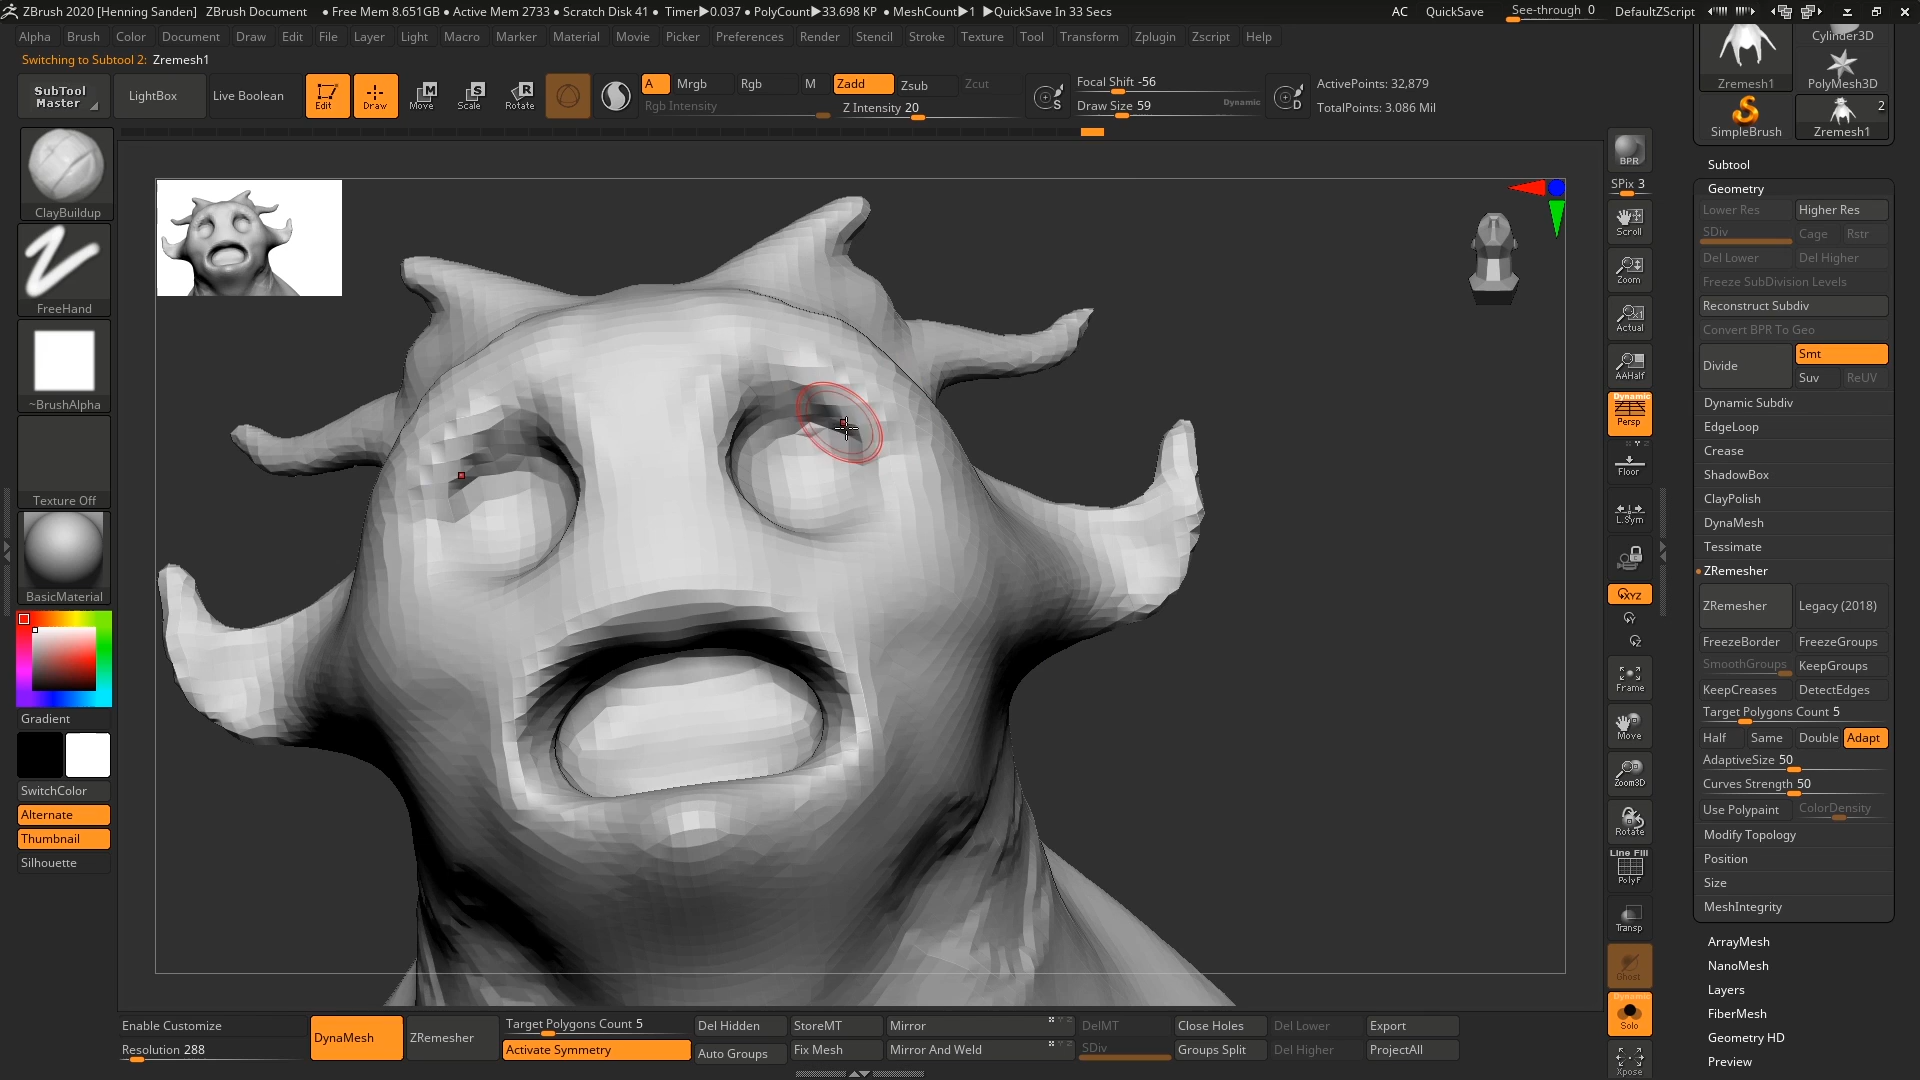 ZBrush 2020 [Henning Sanden] ZBrush Document • Free Mem 8.651GB • Active Mem 2733 • Scratch Disk 41 • Timer▶0.037 • PolyCount▶33.698 KP • MeshCount▶1 ▶QuickSave In 33 Secs AC QuickSave See-through 0 DefaultZScript
Alpha Brush Color Document Draw Edit File Layer Light Macro Marker Material Movie Picker Preferences Render Stencil Stroke Texture Tool Transform Zplugin Zscript Help
Switching to Subtool 2: Zremesh1
SubTool Master
LightBox
Live Boolean
Edit
Draw
Move
Scale
Rotate
A
Mrgb
Rgb
M
Zadd
Zsub
Zcut
Rgb Intensity
Z Intensity 20
S
Focal Shift -56
Draw Size 59
Dynamic
D
ActivePoints: 32,879
TotalPoints: 3.086 Mil
ClayBuildup
FreeHand
~BrushAlpha
Texture Off
BasicMaterial
Gradient
SwitchColor
Alternate
Thumbnail
Silhouette
BPR
SPix 3
Scroll
Zoom
Actual
AAHalf
Dynamic
Persp
Floor
L.Sym
XYZ
Frame
Move
Zoom3D
Rotate
Line Fill
PolyF
Transp
Ghost
Dynamic
Solo
Xpose
Cylinder3D
Zremesh1
PolyMesh3D
SimpleBrush
2
Zremesh1
Subtool
Geometry
Lower Res
Higher Res
SDiv
Cage
Rstr
Del Lower
Del Higher
Freeze SubDivision Levels
Reconstruct Subdiv
Convert BPR To Geo
Divide
Smt
Suv
ReUV
Dynamic Subdiv
EdgeLoop
Crease
ShadowBox
ClayPolish
DynaMesh
Tessimate
ZRemesher
ZRemesher
Legacy (2018)
FreezeBorder
FreezeGroups
SmoothGroups
KeepGroups
KeepCreases
DetectEdges
Target Polygons Count 5
Half
Same
Double
Adapt
AdaptiveSize 50
Curves Strength 50
Use Polypaint
ColorDensity
Modify Topology
Position
Size
MeshIntegrity
ArrayMesh
NanoMesh
Layers
FiberMesh
Geometry HD
Preview
Enable Customize
Resolution 288
DynaMesh
ZRemesher
Target Polygons Count 5
Activate Symmetry
Del Hidden
Auto Groups
StoreMT
Fix Mesh
Mirror
Mirror And Weld
DelMT
SDiv
Close Holes
Groups Split
Del Lower
Del Higher
Export
ProjectAll